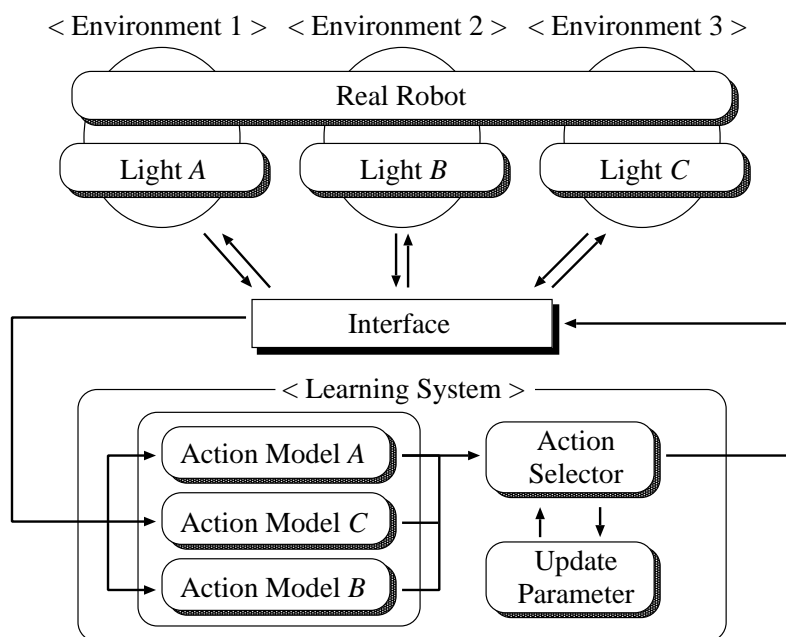 < Environment 1 > < Environment 2 > < Environment 3 >
Real Robot
Light A
Light B
Light C
Interface
< Learning System >
Action Model A
Action Model C
Action Model B
Action
Selector
Update
Parameter